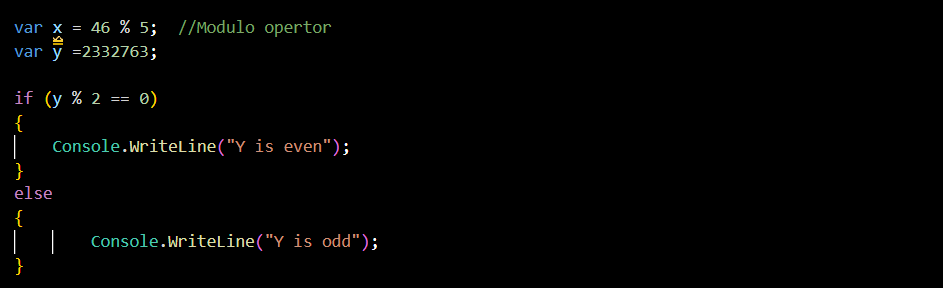 var x = 46 % 5;  //Modulo opertor
var y =2332763;
if (y % 2 == 0)
{
    Console.WriteLine("Y is even");
}
else
{
        Console.WriteLine("Y is odd");
}